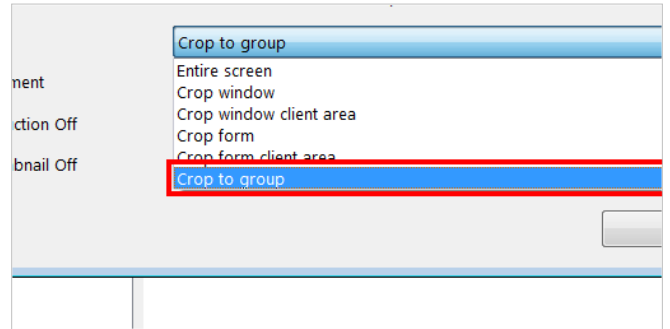 Crop to group
Entire screen
ment
Crop window
Crop window client area
ction Off
Crop form
Crop form client area
bnail Off
Crop to group